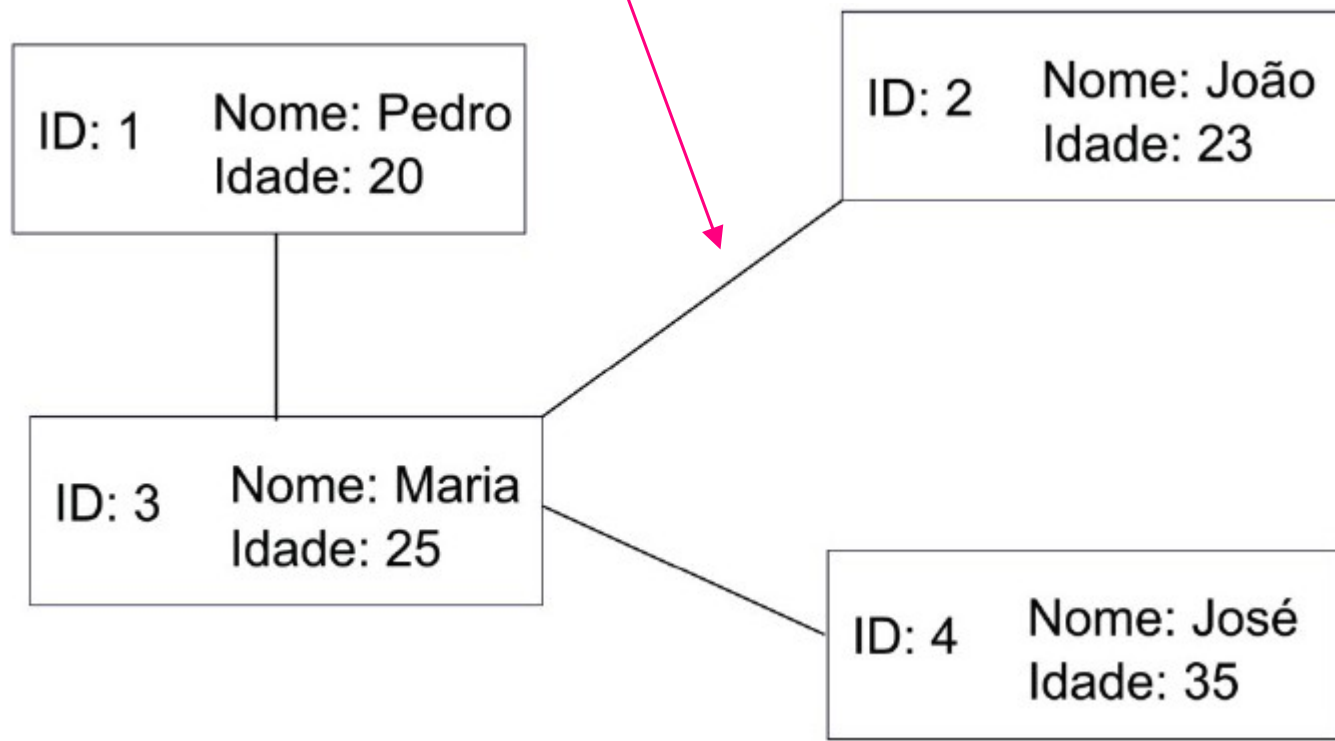 ID: 1
Nome: Pedro
Idade: 20
ID: 2
Nome: João
Idade: 23
ID: 3
Nome: Maria
Idade: 25
ID: 4
Nome: José
Idade: 35